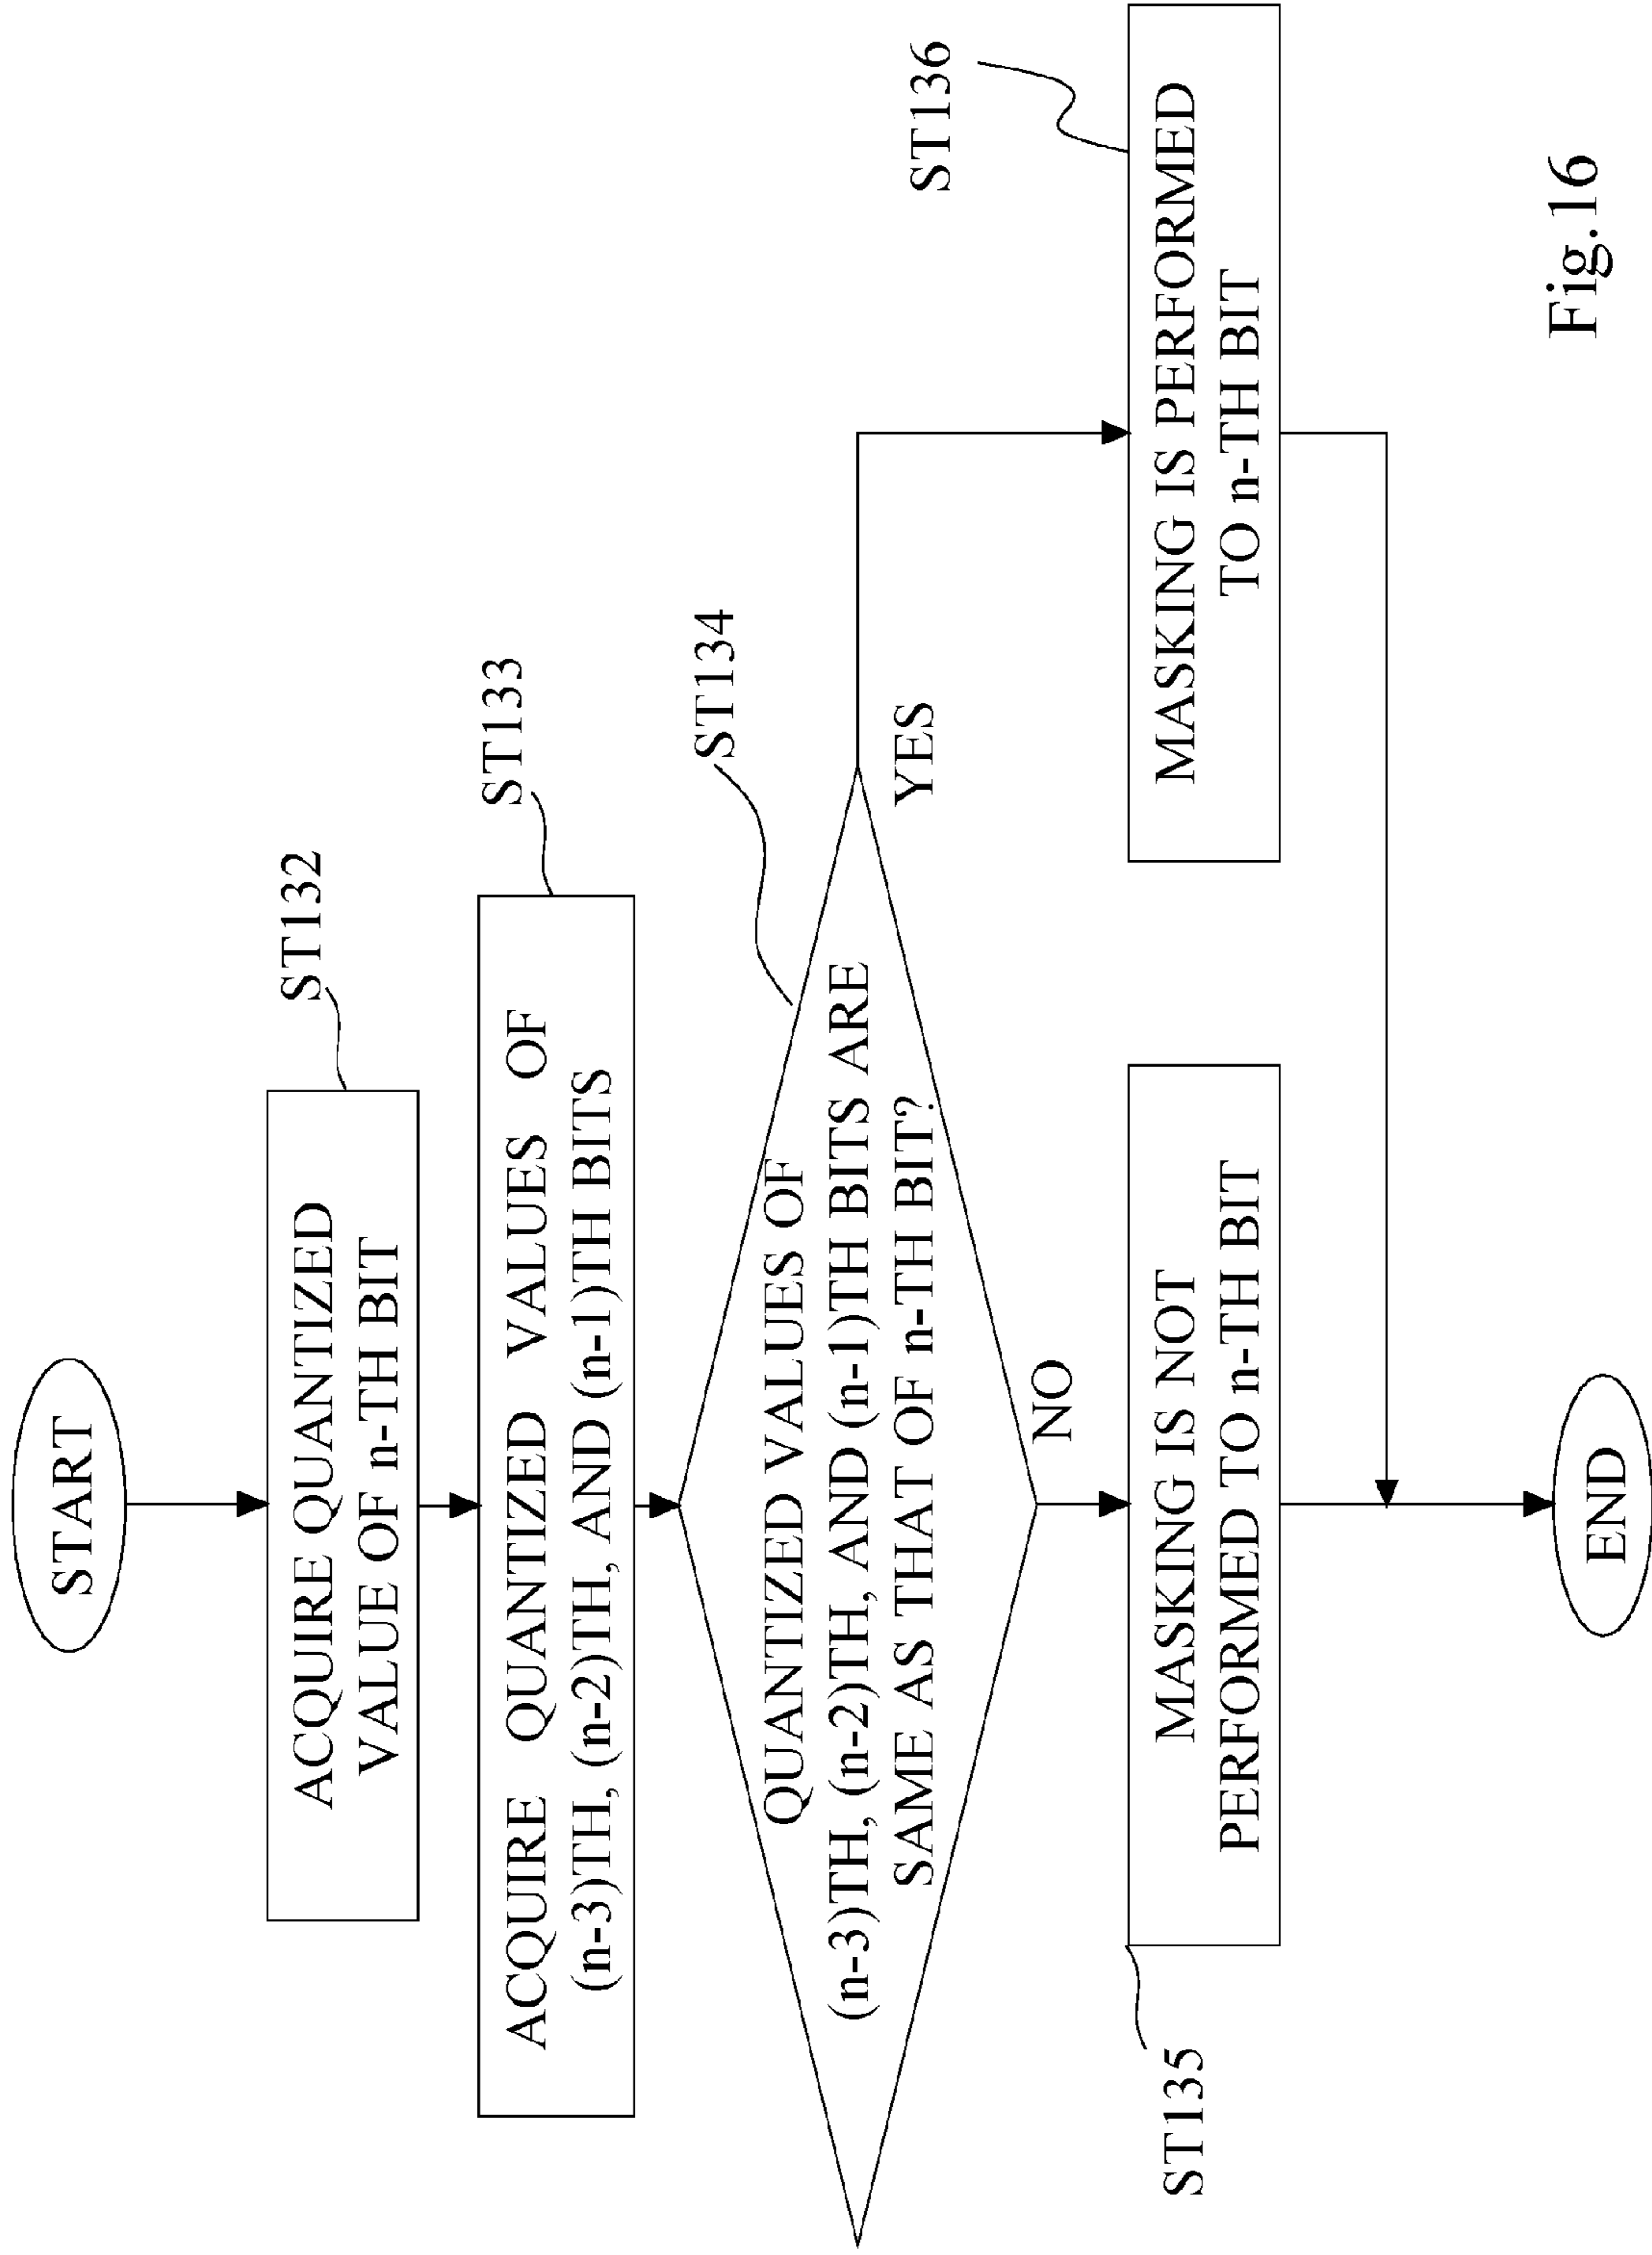 START
ST132
ACQUIRE QUANTIZED
VALUE OF n-TH BIT
ST133
ACQUIRE QUANTIZED VALUES OF
(n-3)TH, (n-2)TH, AND (n-1)TH BITS
ST134
QUANTIZED VALUES OF
(n-3)TH, (n-2)TH, AND (n-1)TH BITS ARE
SAME AS THAT OF n-TH BIT?
YES
NO
ST135
MASKING IS NOT
PERFORMED TO n-TH BIT
ST136
MASKING IS PERFORMED
TO n-TH BIT
END
Fig.16